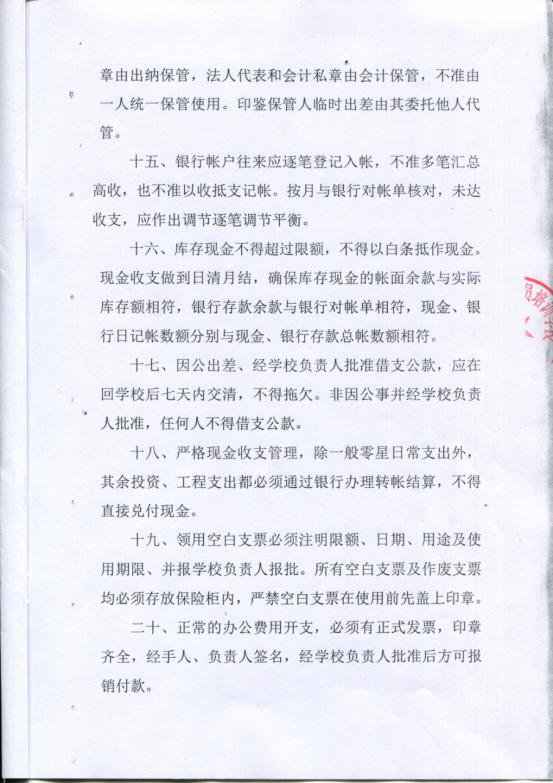 章由出纳保管，法人代表和会计私章由会计保管，不准由
一人统一保管使用。印鉴保管人临时出差由其委托他人代
管。
十五、银行帐户往来应逐笔登记入帐，不准多笔汇总
高收，也不准以收抵支记帐。按月与银行对帐单核对，未达
收支，应作出调节逐笔调节平衡。
十六、库存现金不得超过限额，不得以白条抵作现金。
现金收支做到日清月结，确保库存现金的帐面余款与实际
库存额相符，银行存款余款与银行对帐单相符，现金、银
行日记帐数额分别与现金、银行存款总帐数额相符。
十七、因公出差、经学校负责人批准借支公款，应在
回学校后七天内交清，不得拖欠。非因公事并经学校负责
人批准，任何人不得借支公款。
十八、严格现金收支管理，除一般零星日常支出外，
其余投资、工程支出都必须通过银行办理转帐结算，不得
直接兑付现金。
十九、领用空白支票必须注明限额、日期、用途及使
用期限、并报学校负责人报批。所有空白支票及作废支票
均必须存放保险柜内，严禁空白支票在使用前先盖上印章。
二十、正常的办公费用开支，必须有正式发票，印章
齐全，经手人、负责人签名，经学校负责人批准后方可报
销付款。